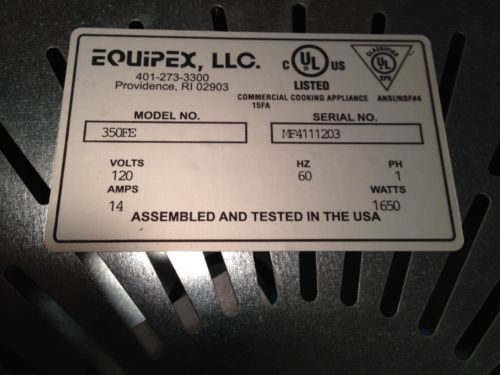 EQUIPEX, LLC.
401-273-3300
Providence, RI 02903
C UL US
LISTED
CLASSIFIED
UL
EPH
COMMERCIAL COOKING APPLIANCE
ANSI/NSF#4
15FA
MODEL NO.
SERIAL NO.
350FE
MF4111203
VOLTS HZ PH
120 60 1
AMPS WATTS
14 1650
ASSEMBLED AND TESTED IN THE USA